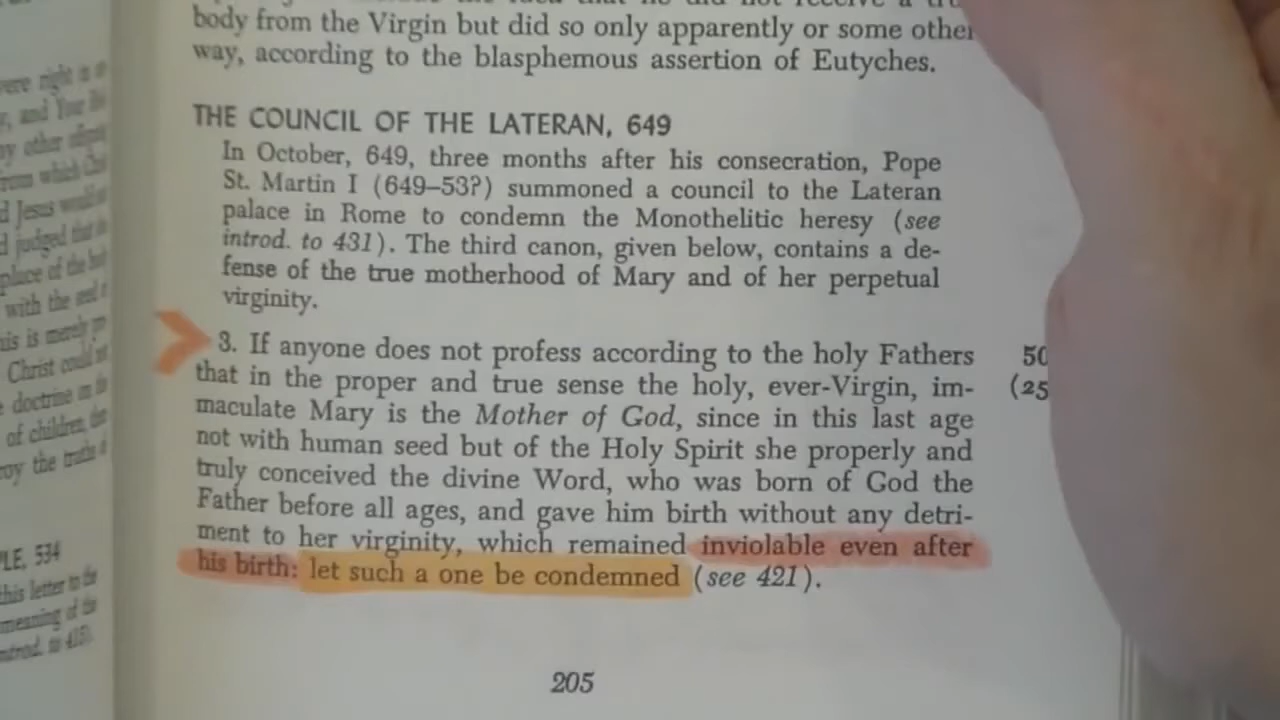 body from the Virgin but did so only apparently or some other
way, according to the blasphemous assertion of Eutyches.
THE COUNCIL OF THE LATERAN, 649
In October, 649, three months after his consecration, Pope
St. Martin I (649–53?) summoned a council to the Lateran
palace in Rome to condemn the Monothelitic heresy (see
introd. to 431). The third canon, given below, contains a de-
fense of the true motherhood of Mary and of her perpetual
virginity.
3. If anyone does not profess according to the holy Fathers
that in the proper and true sense the holy, ever-Virgin, im-
maculate Mary is the Mother of God, since in this last age
not with human seed but of the Holy Spirit she properly and
truly conceived the divine Word, who was born of God the
Father before all ages, and gave him birth without any detri-
ment to her virginity, which remained inviolable even after
his birth: let such a one be condemned (see 421).
50
(25
205